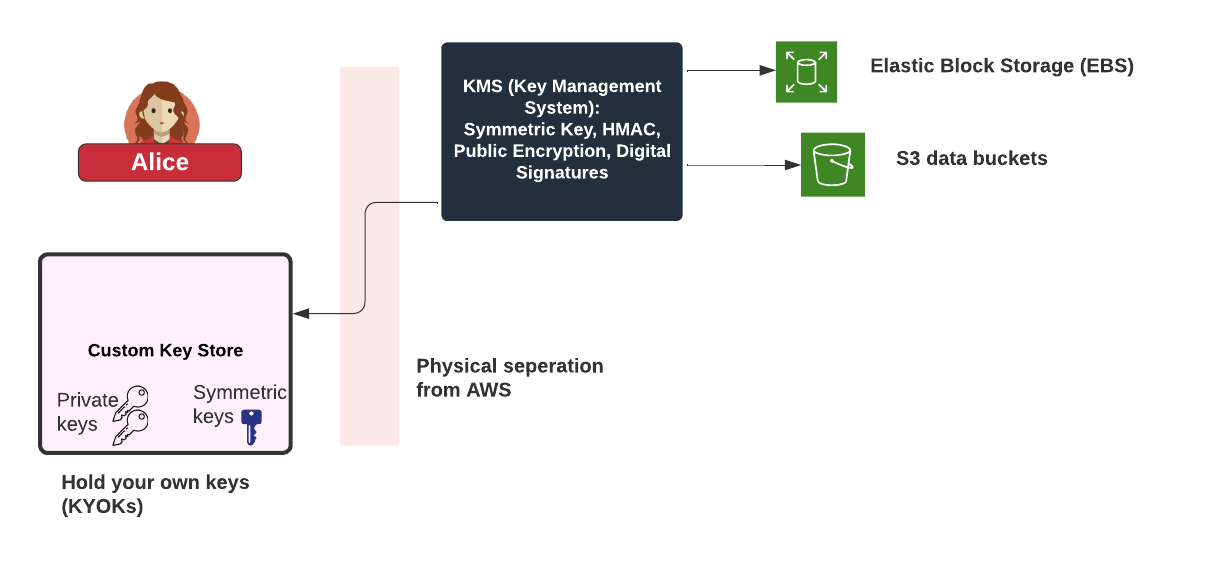 KMS (Key Management
System):
Symmetric Key, HMAC,
Public Encryption, Digital
Signatures
Elastic Block Storage (EBS)
S3 data buckets
Alice
Custom Key Store
Private
keys
Symmetric
keys
Physical seperation
from AWS
Hold your own keys
(KYOKs)